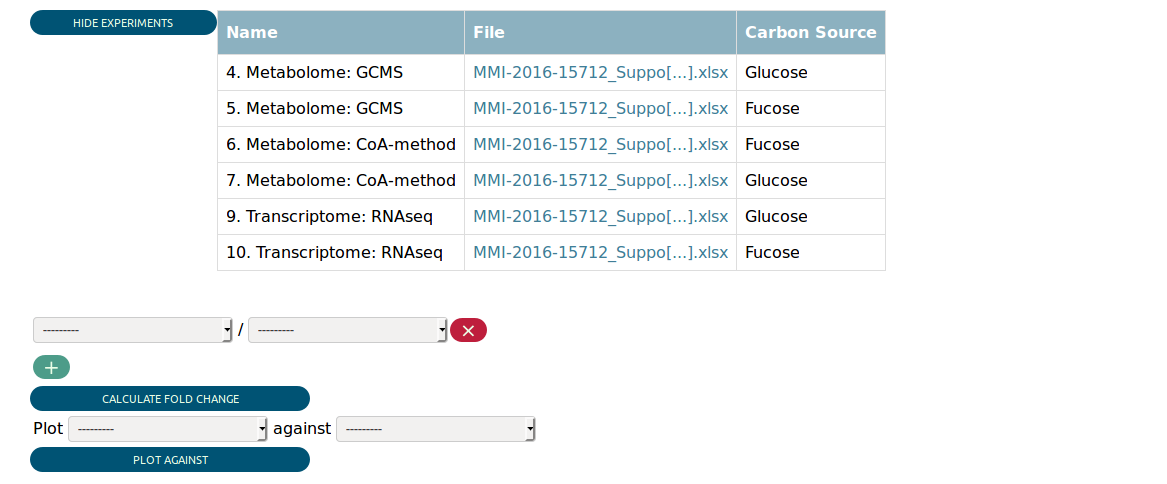 HIDE EXPERIMENTS
Name File Carbon Source
4. Metabolome: GCMS MMI-2016-15712_Suppo[...].xlsx Glucose
5. Metabolome: GCMS MMI-2016-15712_Suppo[...].xlsx Fucose
6. Metabolome: CoA-method MMI-2016-15712_Suppo[...].xlsx Fucose
7. Metabolome: CoA-method MMI-2016-15712_Suppo[...].xlsx Glucose
9. Transcriptome: RNAseq MMI-2016-15712_Suppo[...].xlsx Glucose
10. Transcriptome: RNAseq MMI-2016-15712_Suppo[...].xlsx Fucose
--------- / --------- ×
+
CALCULATE FOLD CHANGE
Plot --------- against ---------
PLOT AGAINST